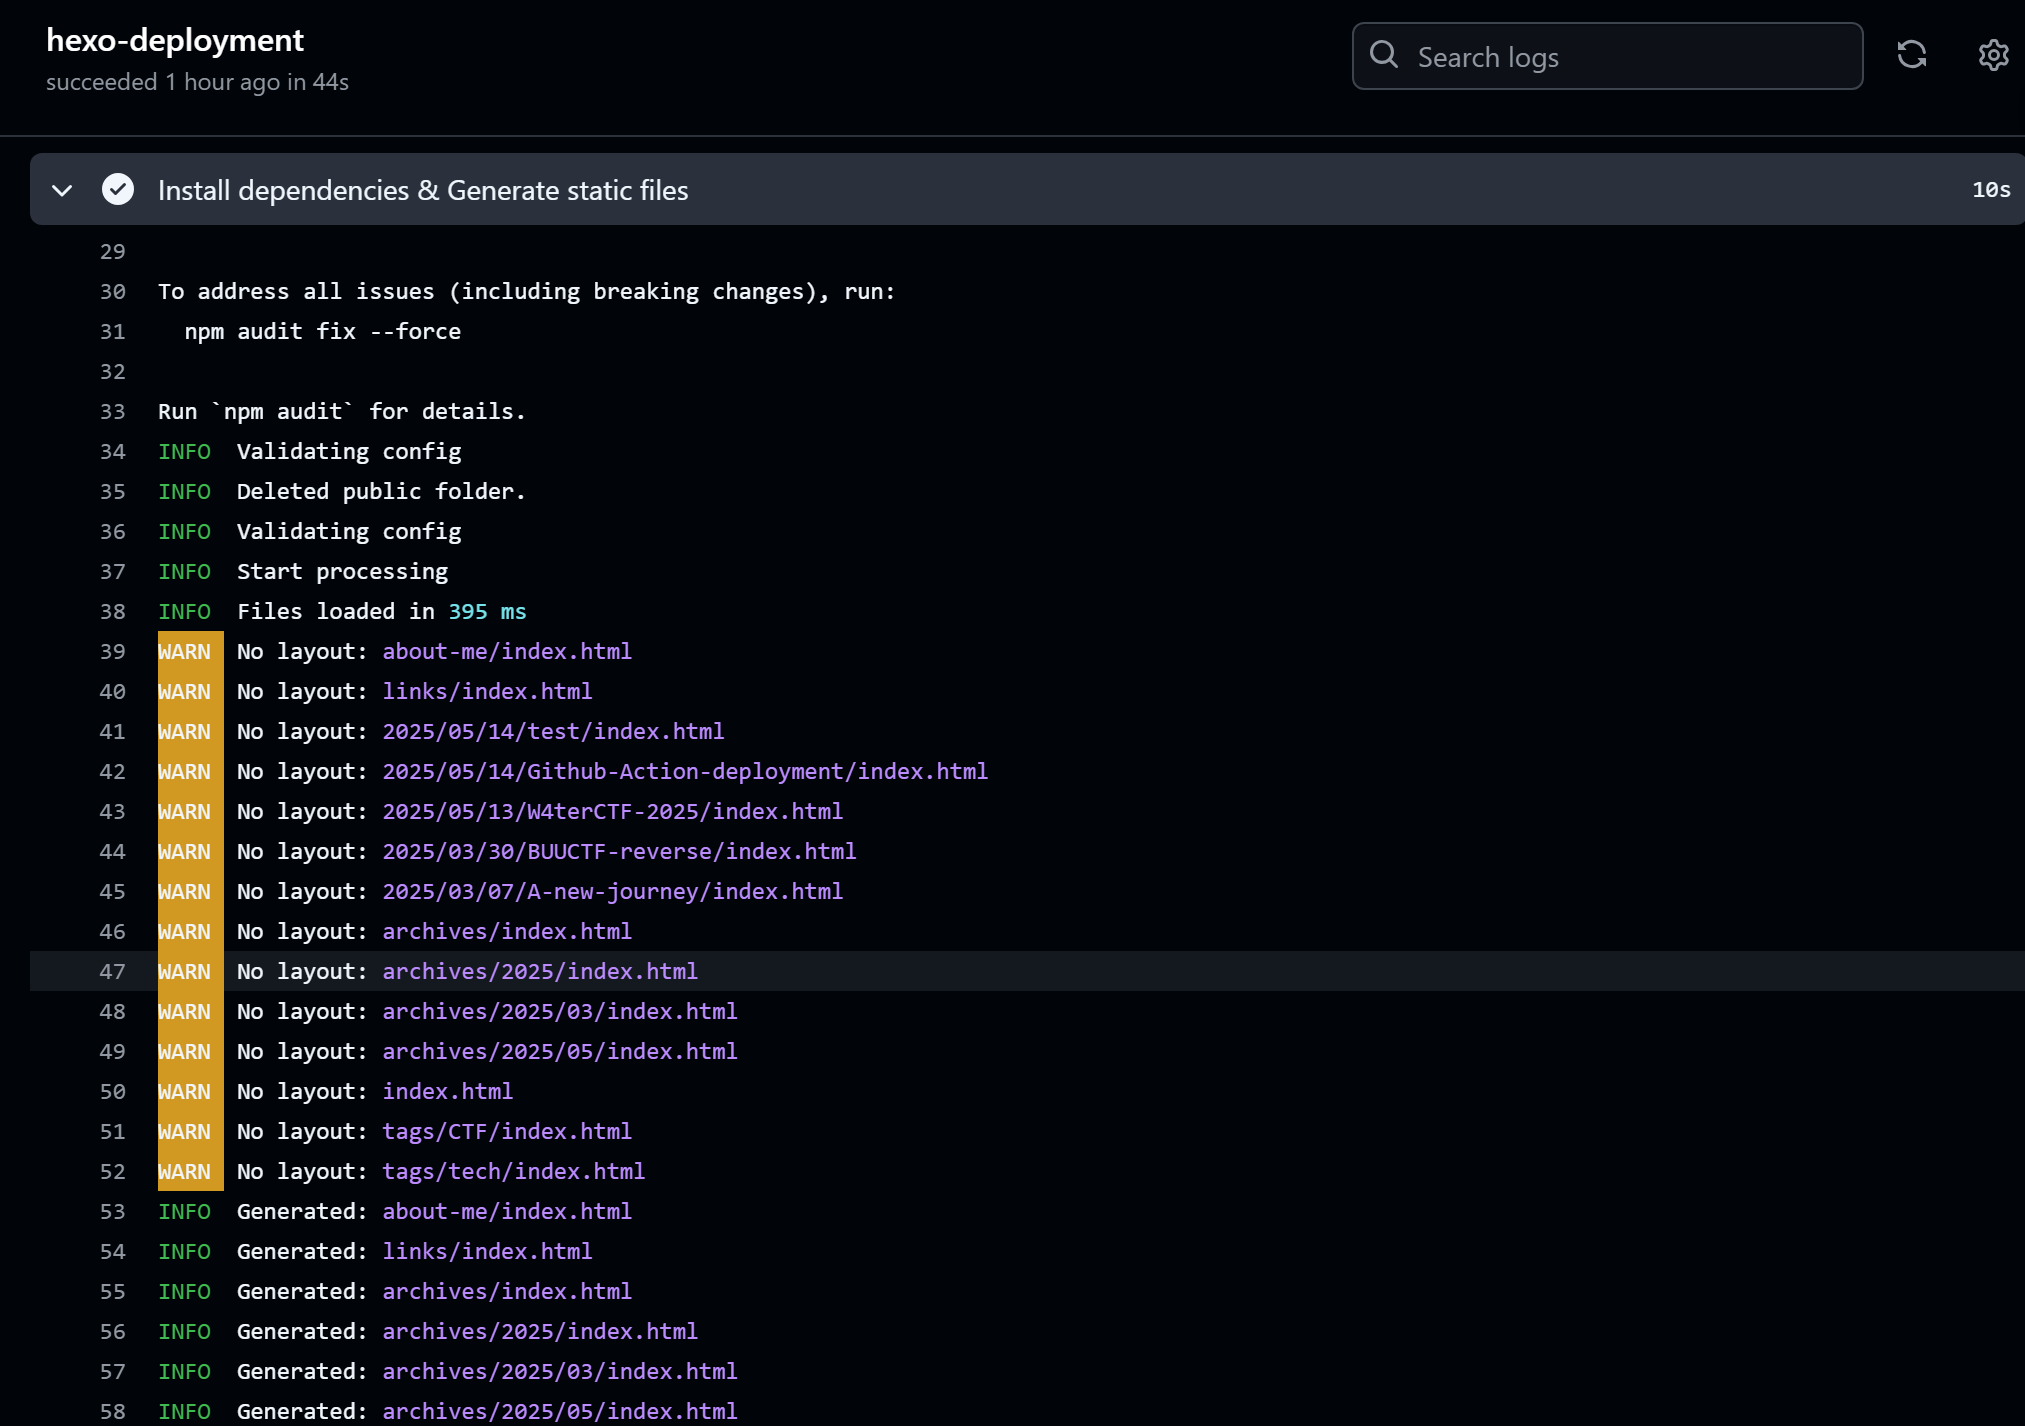 hexo-deployment
succeeded 1 hour ago in 44s
Search logs
Install dependencies & Generate static files 10s
29
30 To address all issues (including breaking changes), run:
31   npm audit fix --force
32
33 Run `npm audit` for details.
34 INFO  Validating config
35 INFO  Deleted public folder.
36 INFO  Validating config
37 INFO  Start processing
38 INFO  Files loaded in 395 ms
39 WARN  No layout: about-me/index.html
40 WARN  No layout: links/index.html
41 WARN  No layout: 2025/05/14/test/index.html
42 WARN  No layout: 2025/05/14/Github-Action-deployment/index.html
43 WARN  No layout: 2025/05/13/W4terCTF-2025/index.html
44 WARN  No layout: 2025/03/30/BUUCTF-reverse/index.html
45 WARN  No layout: 2025/03/07/A-new-journey/index.html
46 WARN  No layout: archives/index.html
47 WARN  No layout: archives/2025/index.html
48 WARN  No layout: archives/2025/03/index.html
49 WARN  No layout: archives/2025/05/index.html
50 WARN  No layout: index.html
51 WARN  No layout: tags/CTF/index.html
52 WARN  No layout: tags/tech/index.html
53 INFO  Generated: about-me/index.html
54 INFO  Generated: links/index.html
55 INFO  Generated: archives/index.html
56 INFO  Generated: archives/2025/index.html
57 INFO  Generated: archives/2025/03/index.html
58 INFO  Generated: archives/2025/05/index.html